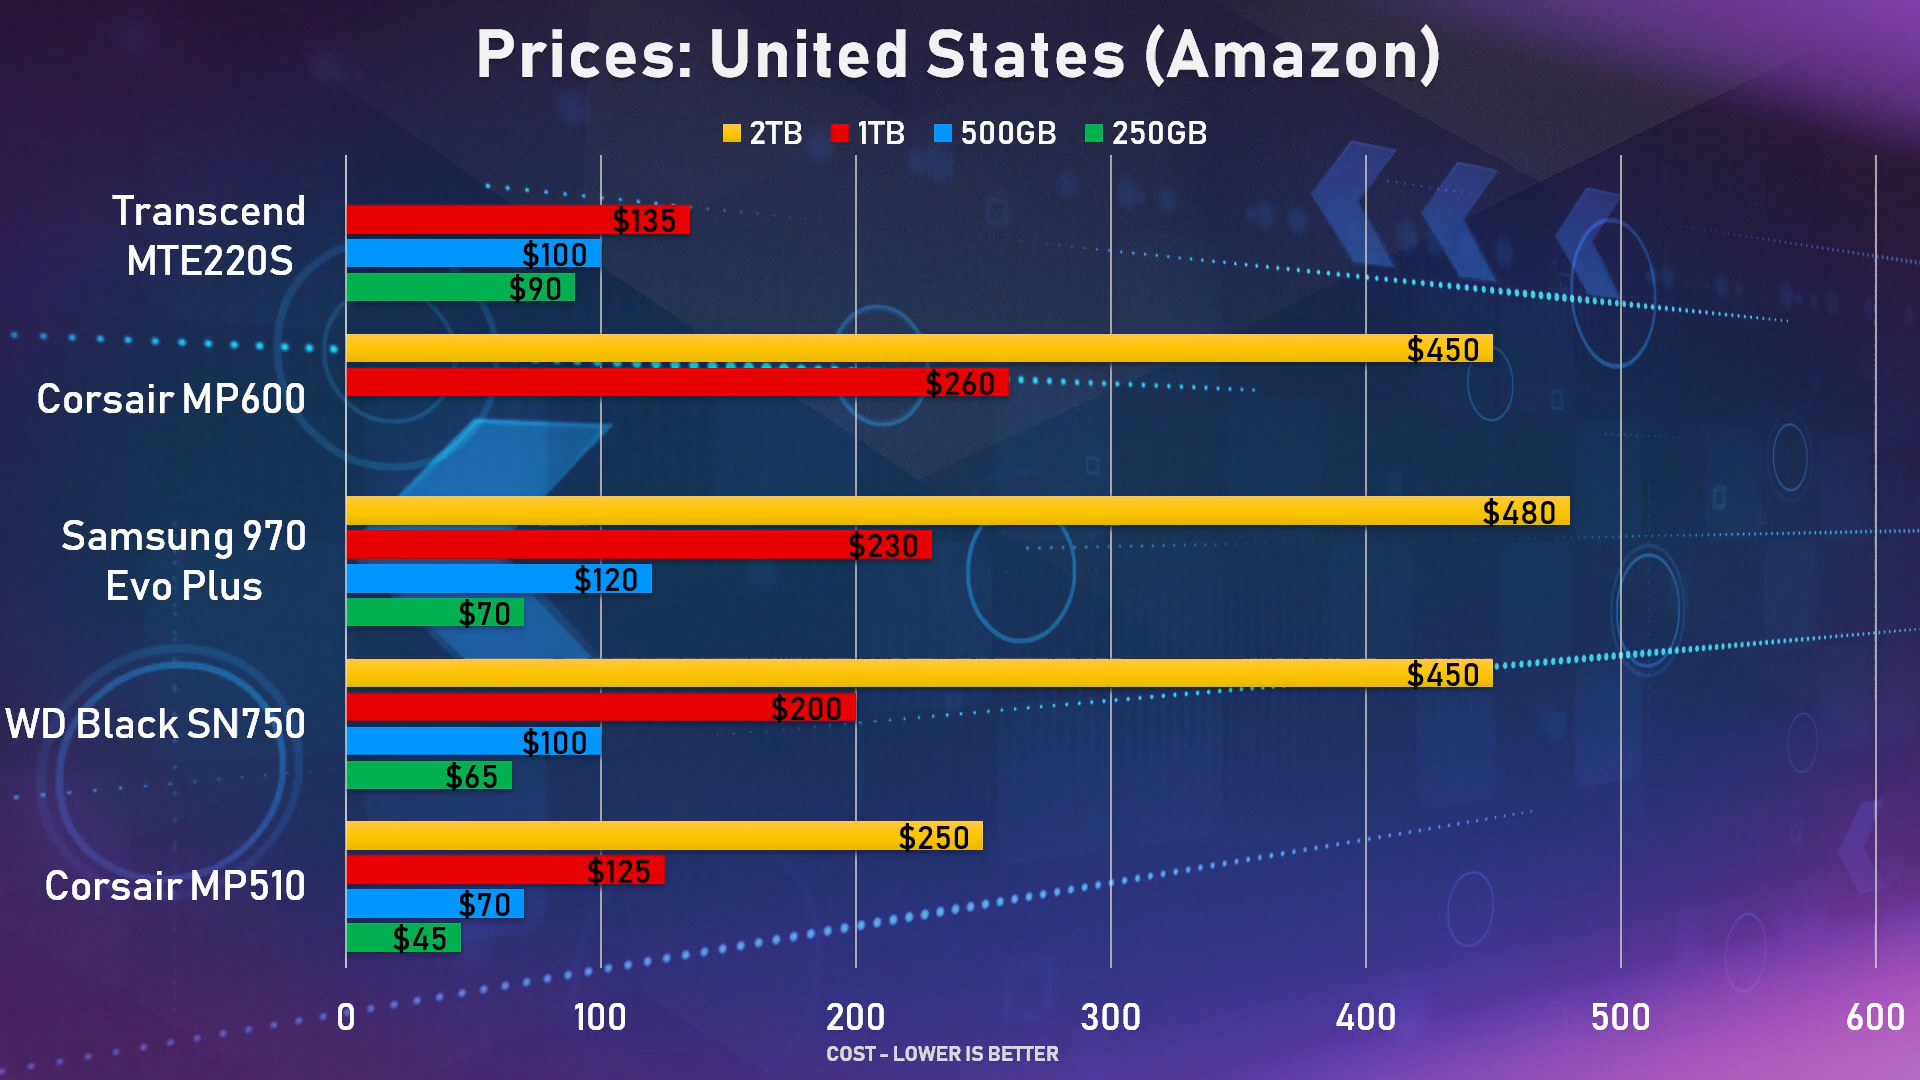 Prices: United States (Amazon)
2TB 1TB 500GB 250GB
Transcend
MTE220S
$135
$100
$90
Corsair MP600
$450
$260
Samsung 970
Evo Plus
$480
$230
$120
$70
WD Black SN750
$450
$200
$100
$65
Corsair MP510
$250
$125
$70
$45
0 100 200 300 400 500 600
COST - LOWER IS BETTER